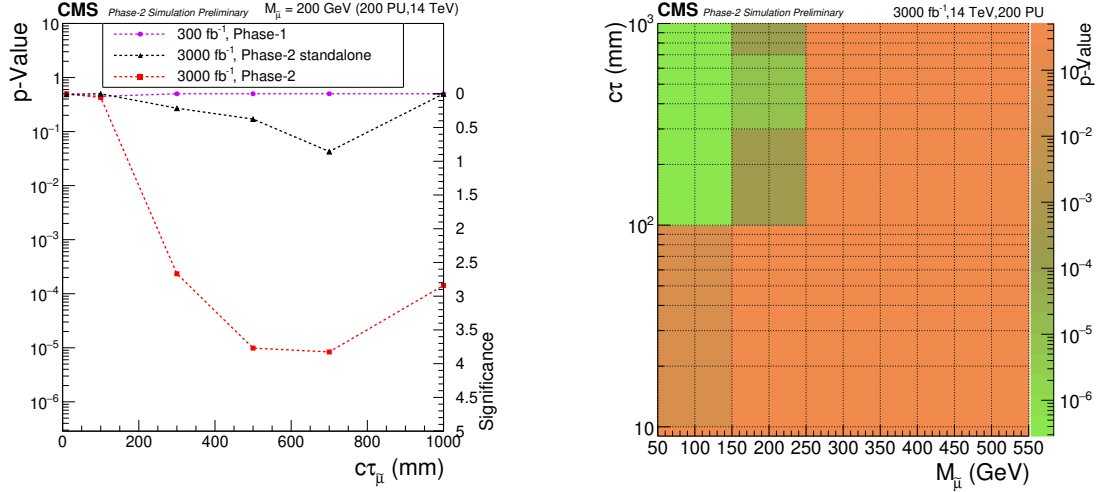 CMS Phase-2 Simulation Preliminary M_μ̃ = 200 GeV (200 PU,14 TeV)
300 fb⁻¹, Phase-1
3000 fb⁻¹, Phase-2 standalone
3000 fb⁻¹, Phase-2
p-Value
10
1
10⁻¹
10⁻²
10⁻³
10⁻⁴
10⁻⁵
10⁻⁶
0
0.5
1
1.5
2
2.5
3
3.5
4
4.5
5
Significance
0 200 400 600 800 1000
cτ_μ̃ (mm)
CMS Phase-2 Simulation Preliminary 3000 fb⁻¹,14 TeV,200 PU
cτ (mm)
10³
10²
10
50 100 150 200 250 300 350 400 450 500 550
M_μ̃ (GeV)
p-Value
10⁻¹
10⁻²
10⁻³
10⁻⁴
10⁻⁵
10⁻⁶